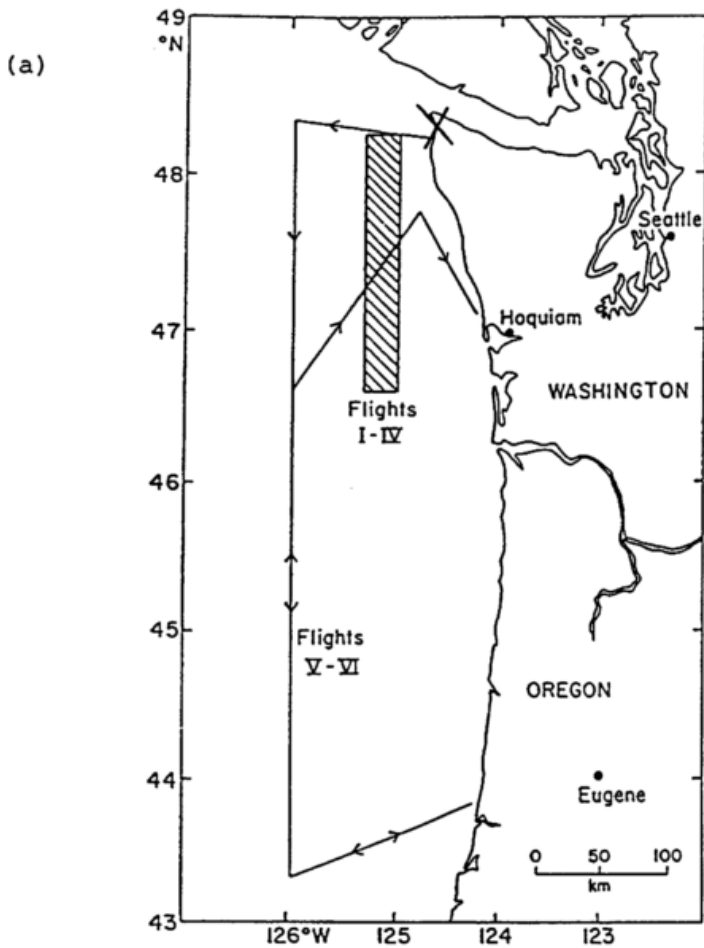 (a)
49
°N
48
Seattle
47
Hoquiam
Flights
I-IV
WASHINGTON
46
45
Flights
V-VI
OREGON
44
Eugene
0 50 100
km
43
126°W 125 124 123